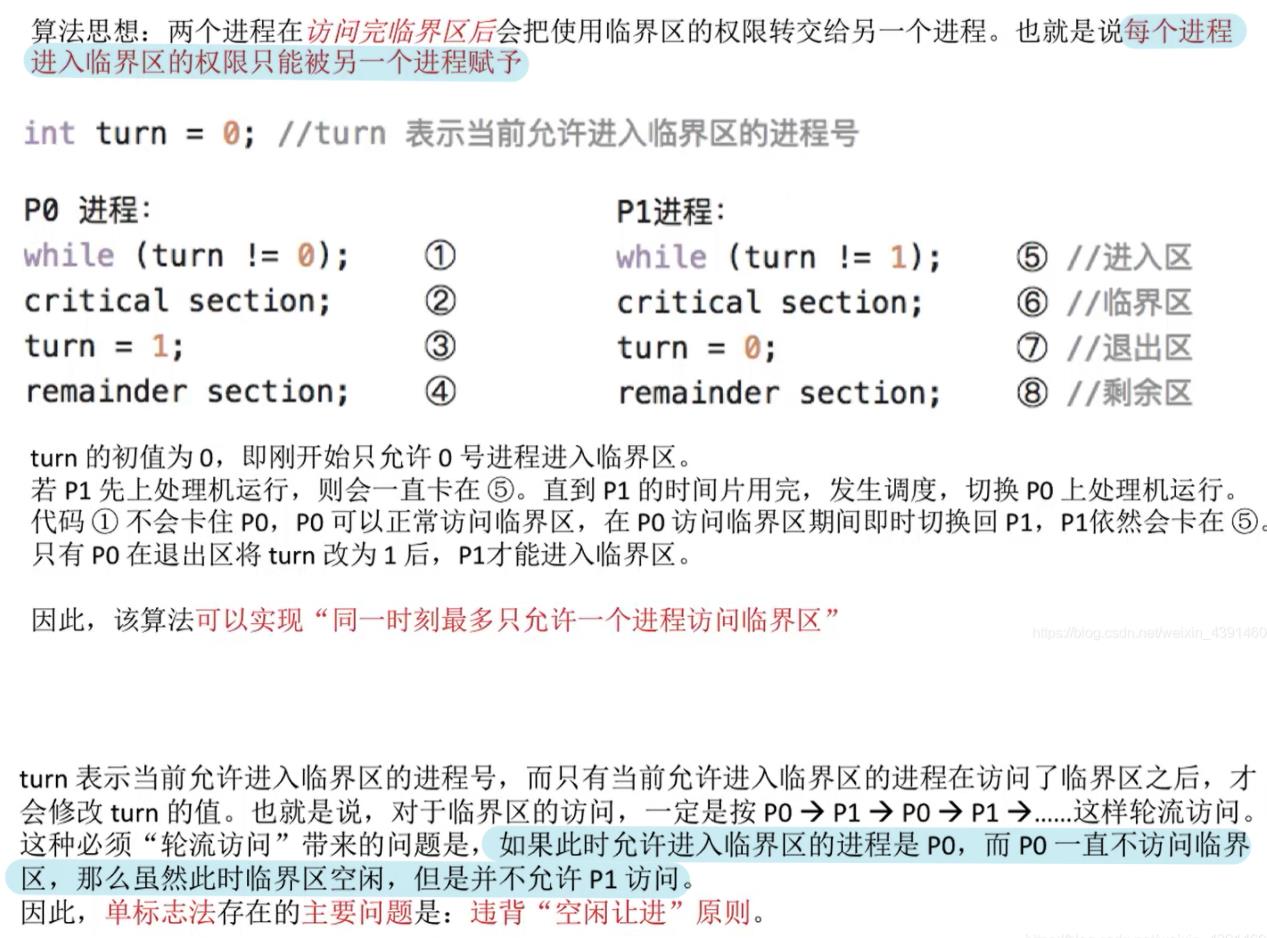 算法思想：两个进程在访问完临界区后会把使用临界区的权限转交给另一个进程。也就是说每个进程
进入临界区的权限只能被另一个进程赋予
int turn = 0; //turn 表示当前允许进入临界区的进程号
P0 进程: P1进程:
while (turn != 0); ① while (turn != 1); ⑤ //进入区
critical section; ② critical section; ⑥ //临界区
turn = 1; ③ turn = 0; ⑦ //退出区
remainder section; ④ remainder section; ⑧ //剩余区
turn 的初值为 0，即刚开始只允许 0 号进程进入临界区。
若 P1 先上处理机运行，则会一直卡在 ⑤。直到 P1 的时间片用完，发生调度，切换 P0 上处理机运行。
代码 ① 不会卡住 P0，P0 可以正常访问临界区，在 P0 访问临界区期间即时切换回 P1，P1依然会卡在 ⑤。
只有 P0 在退出区将 turn 改为 1 后，P1才能进入临界区。
因此，该算法可以实现“同一时刻最多只允许一个进程访问临界区”
https://blog.csdn.net/weixin_4391460
turn 表示当前允许进入临界区的进程号，而只有当前允许进入临界区的进程在访问了临界区之后，才
会修改 turn 的值。也就是说，对于临界区的访问，一定是按 P0 → P1 → P0 → P1 → ……这样轮流访问。
这种必须“轮流访问”带来的问题是，如果此时允许进入临界区的进程是 P0，而 P0 一直不访问临界
区，那么虽然此时临界区空闲，但是并不允许 P1 访问。
因此，单标志法存在的主要问题是：违背“空闲让进”原则。